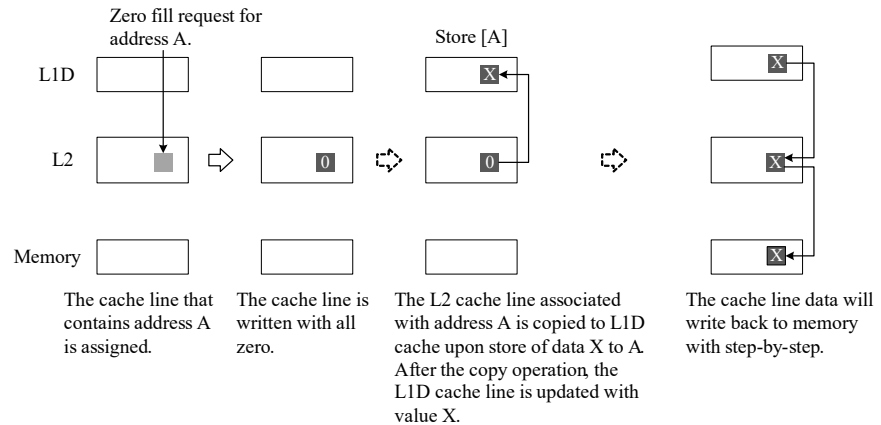 Zero fill request for
address A.
Store [A]
L1D
X
X
L2
0
0
X
Memory
X
The cache line that
contains address A
is assigned.
The cache line is
written with all
zero.
The L2 cache line associated
with address A is copied to L1D
cache upon store of data X to A.
After the copy operation, the
L1D cache line is updated with
value X.
The cache line data will
write back to memory
with step-by-step.